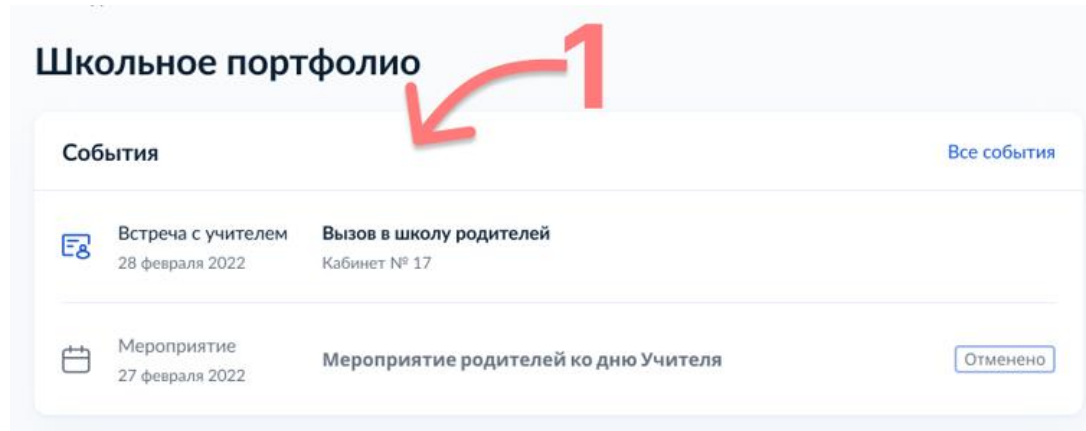 1
Школьное портфолио
События
Все события
Встреча с учителем
Вызов в школу родителей
28 февраля 2022
Кабинет № 17
Мероприятие
Мероприятие родителей ко дню Учителя
Отменено
27 февраля 2022